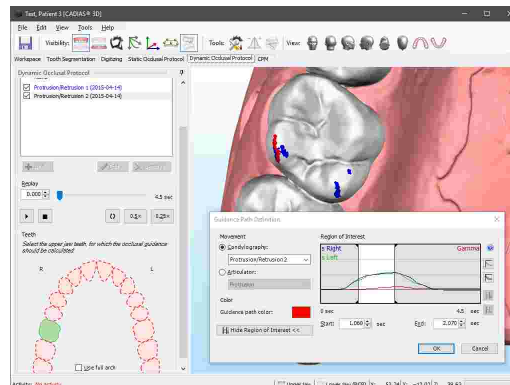 Test, Patient 3 [CADIAS® 3D]
File Edit View Tools Help
Visibility: Tools: View:
Workspace Tooth Segmentation Digitizing Static Occlusal Protocol Dynamic Occlusal Protocol CPM
Dynamic Occlusal Protocol
Protrusion/Retrusion 1 (2015-04-14)
Protrusion/Retrusion 2 (2015-04-14)
Replay
0.000 4.5 sec
0.5x 0.25x
Teeth
Select the upper jaw teeth, for which the occlusal guidance
should be calculated
R L
Use full arch
Activity: No activity
Guidance Path Definition
Movement
Condylography:
Protrusion/Retrusion 2
Articulator:
Protrusion
Color
Guidance path color:
Hide Region of Interest <<
Region of Interest
s Right Gamma
s Left
0 sec 4.5 sec
Start: 1.060 sec End: 2.070 sec
OK Cancel